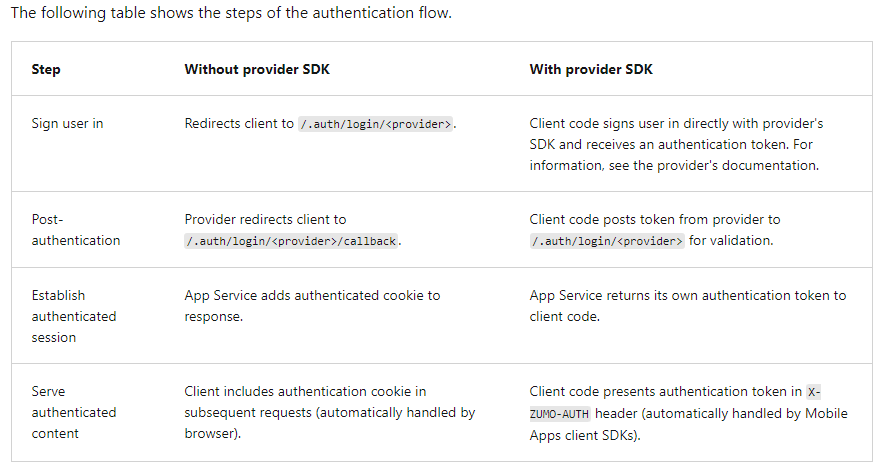 The following table shows the steps of the authentication flow.
Step
Without provider SDK
With provider SDK
Sign user in
Redirects client to /.auth/login/<provider>.
Client code signs user in directly with provider's
SDK and receives an authentication token. For
information, see the provider's documentation.
Post-
authentication
Provider redirects client to
/.auth/login/<provider>/callback.
Client code posts token from provider to
/.auth/login/<provider> for validation.
Establish
authenticated
session
App Service adds authenticated cookie to
response.
App Service returns its own authentication token to
client code.
Serve
authenticated
content
Client includes authentication cookie in
subsequent requests (automatically handled by
browser).
Client code presents authentication token in X-
ZUMO-AUTH header (automatically handled by Mobile
Apps client SDKs).